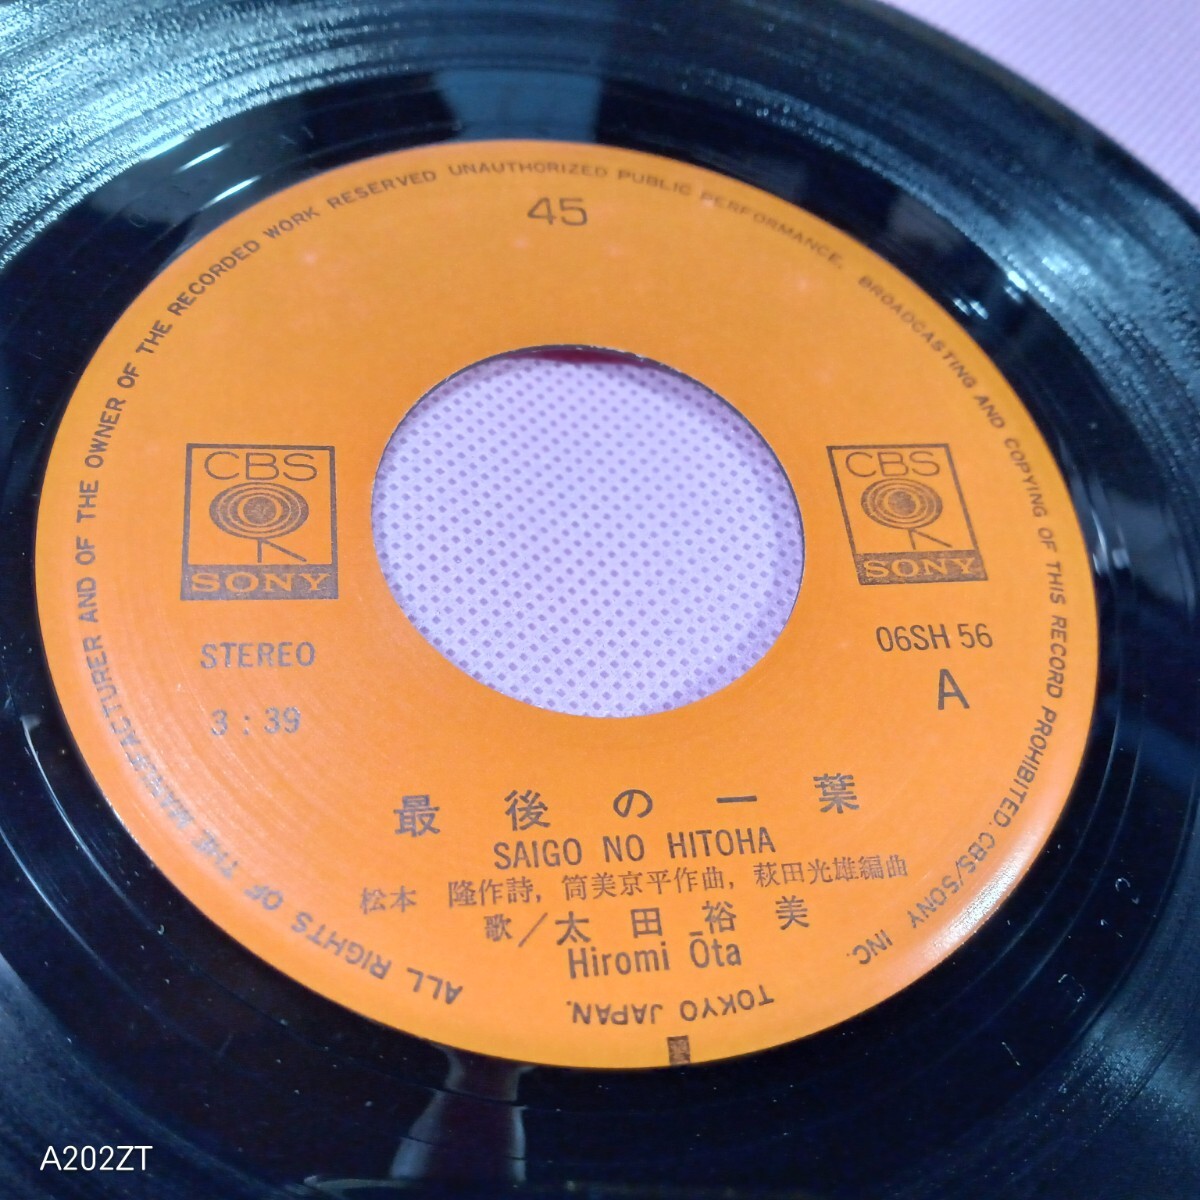 45
CBS
SONY
CBS
SONY
STEREO
3:39
06SH 56
A
最後の一葉
SAIGO NO HITOHA
松本 隆作詩, 筒美京平作曲, 萩田光雄編曲
歌/太田裕美
Hiromi Ōta
ALL RIGHTS OF THE MANUFACTURER AND OF THE OWNER OF THE RECORDED WORK RESERVED UNAUTHORIZED PUBLIC PERFORMANCE, BROADCASTING AND COPYING OF THIS RECORD PROHIBITED. CBS/SONY INC.
TOKYO JAPAN.
A202ZT